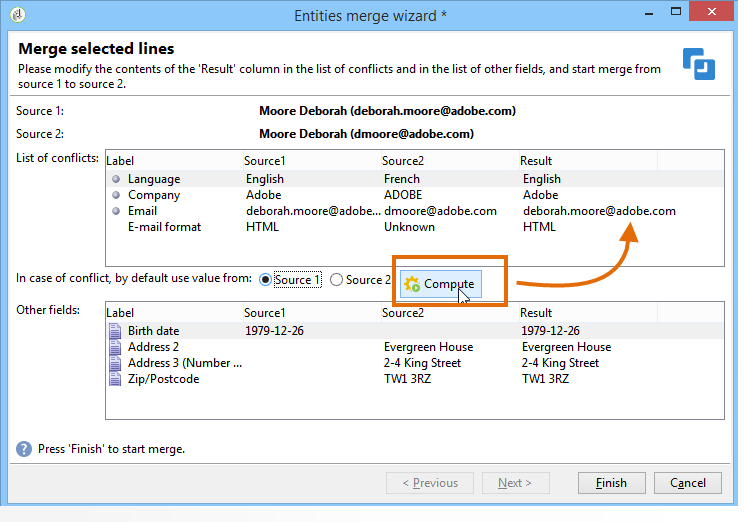 Entities merge wizard *
Merge selected lines
Please modify the contents of the 'Result' column in the list of conflicts and in the list of other fields, and start merge from
source 1 to source 2.
Source 1: Moore Deborah (deborah.moore@adobe.com)
Source 2: Moore Deborah (dmoore@adobe.com)
List of conflicts: Label Source1 Source2 Result
Language English French English
Company Adobe ADOBE Adobe
Email deborah.moore@adobe... dmoore@adobe.com deborah.moore@adobe.com
E-mail format HTML Unknown HTML
In case of conflict, by default use value from: Source 1 Source 2 Compute
Other fields: Label Source1 Source2 Result
Birth date 1979-12-26 1979-12-26
Address 2 Evergreen House Evergreen House
Address 3 (Number ... 2-4 King Street 2-4 King Street
Zip/Postcode TW1 3RZ TW1 3RZ
? Press 'Finish' to start merge.
< Previous Next > Finish Cancel